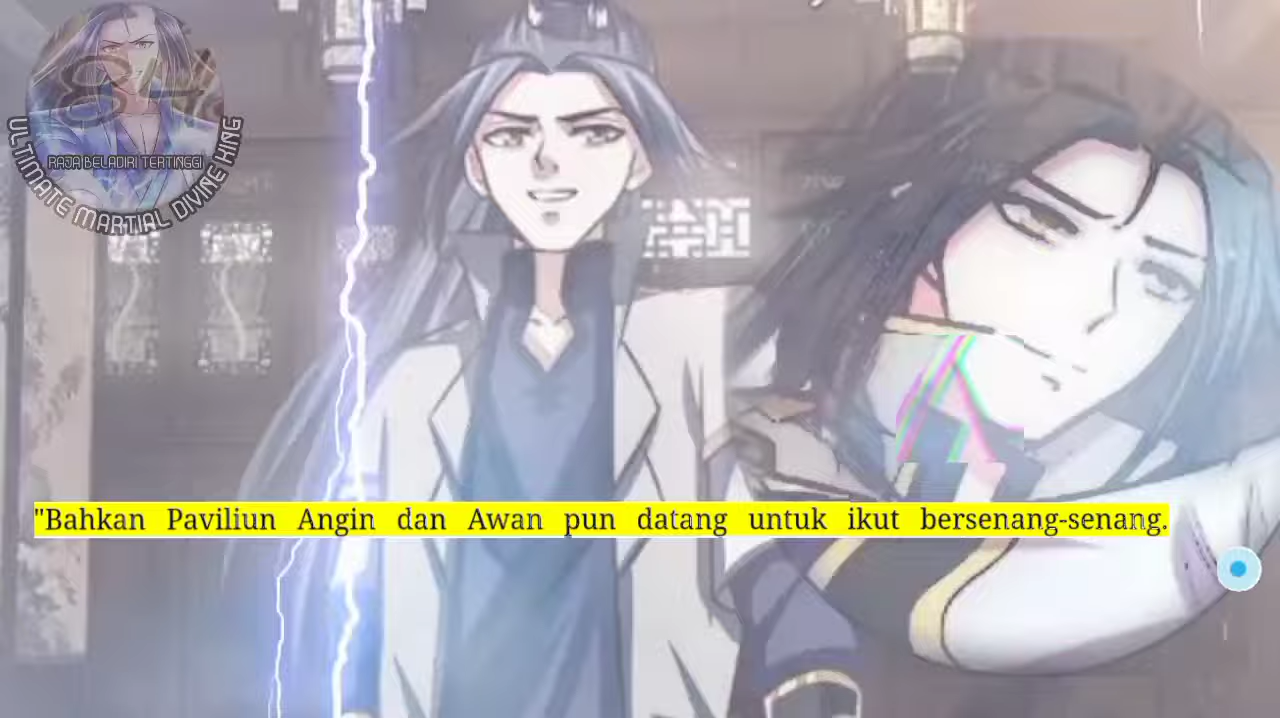 RAJA BELADIRI TERTINGGI
ULTIMATE MARTIAL DIVINE KING
"Bahkan Paviliun Angin dan Awan pun datang untuk ikut bersenang-senang.